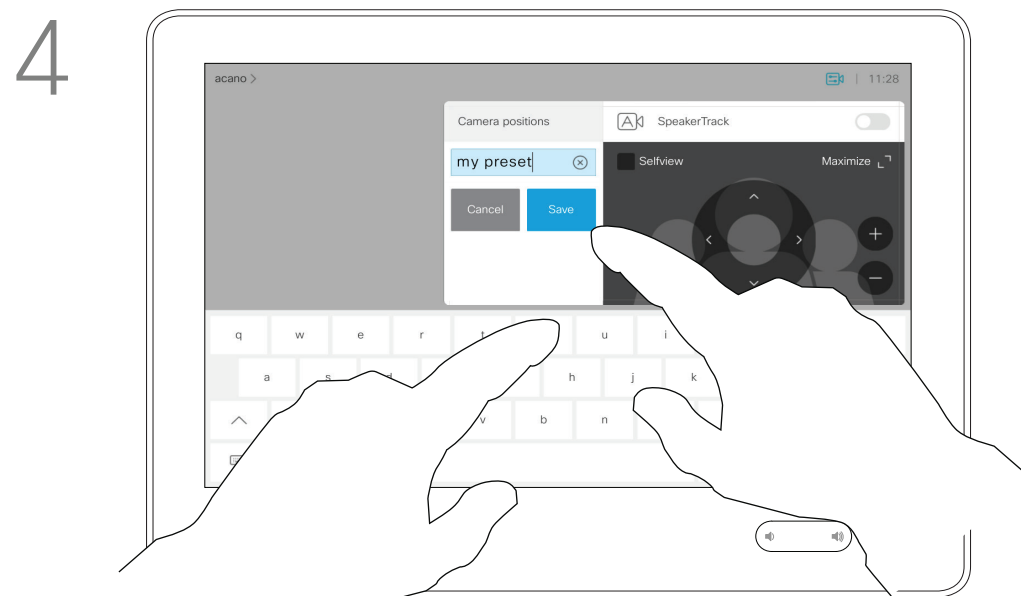 4
acano >
11:28
Camera positions
SpeakerTrack
my preset
Selfview
Maximize
Cancel
Save
q w e r t u i
a s d h j k
v b n